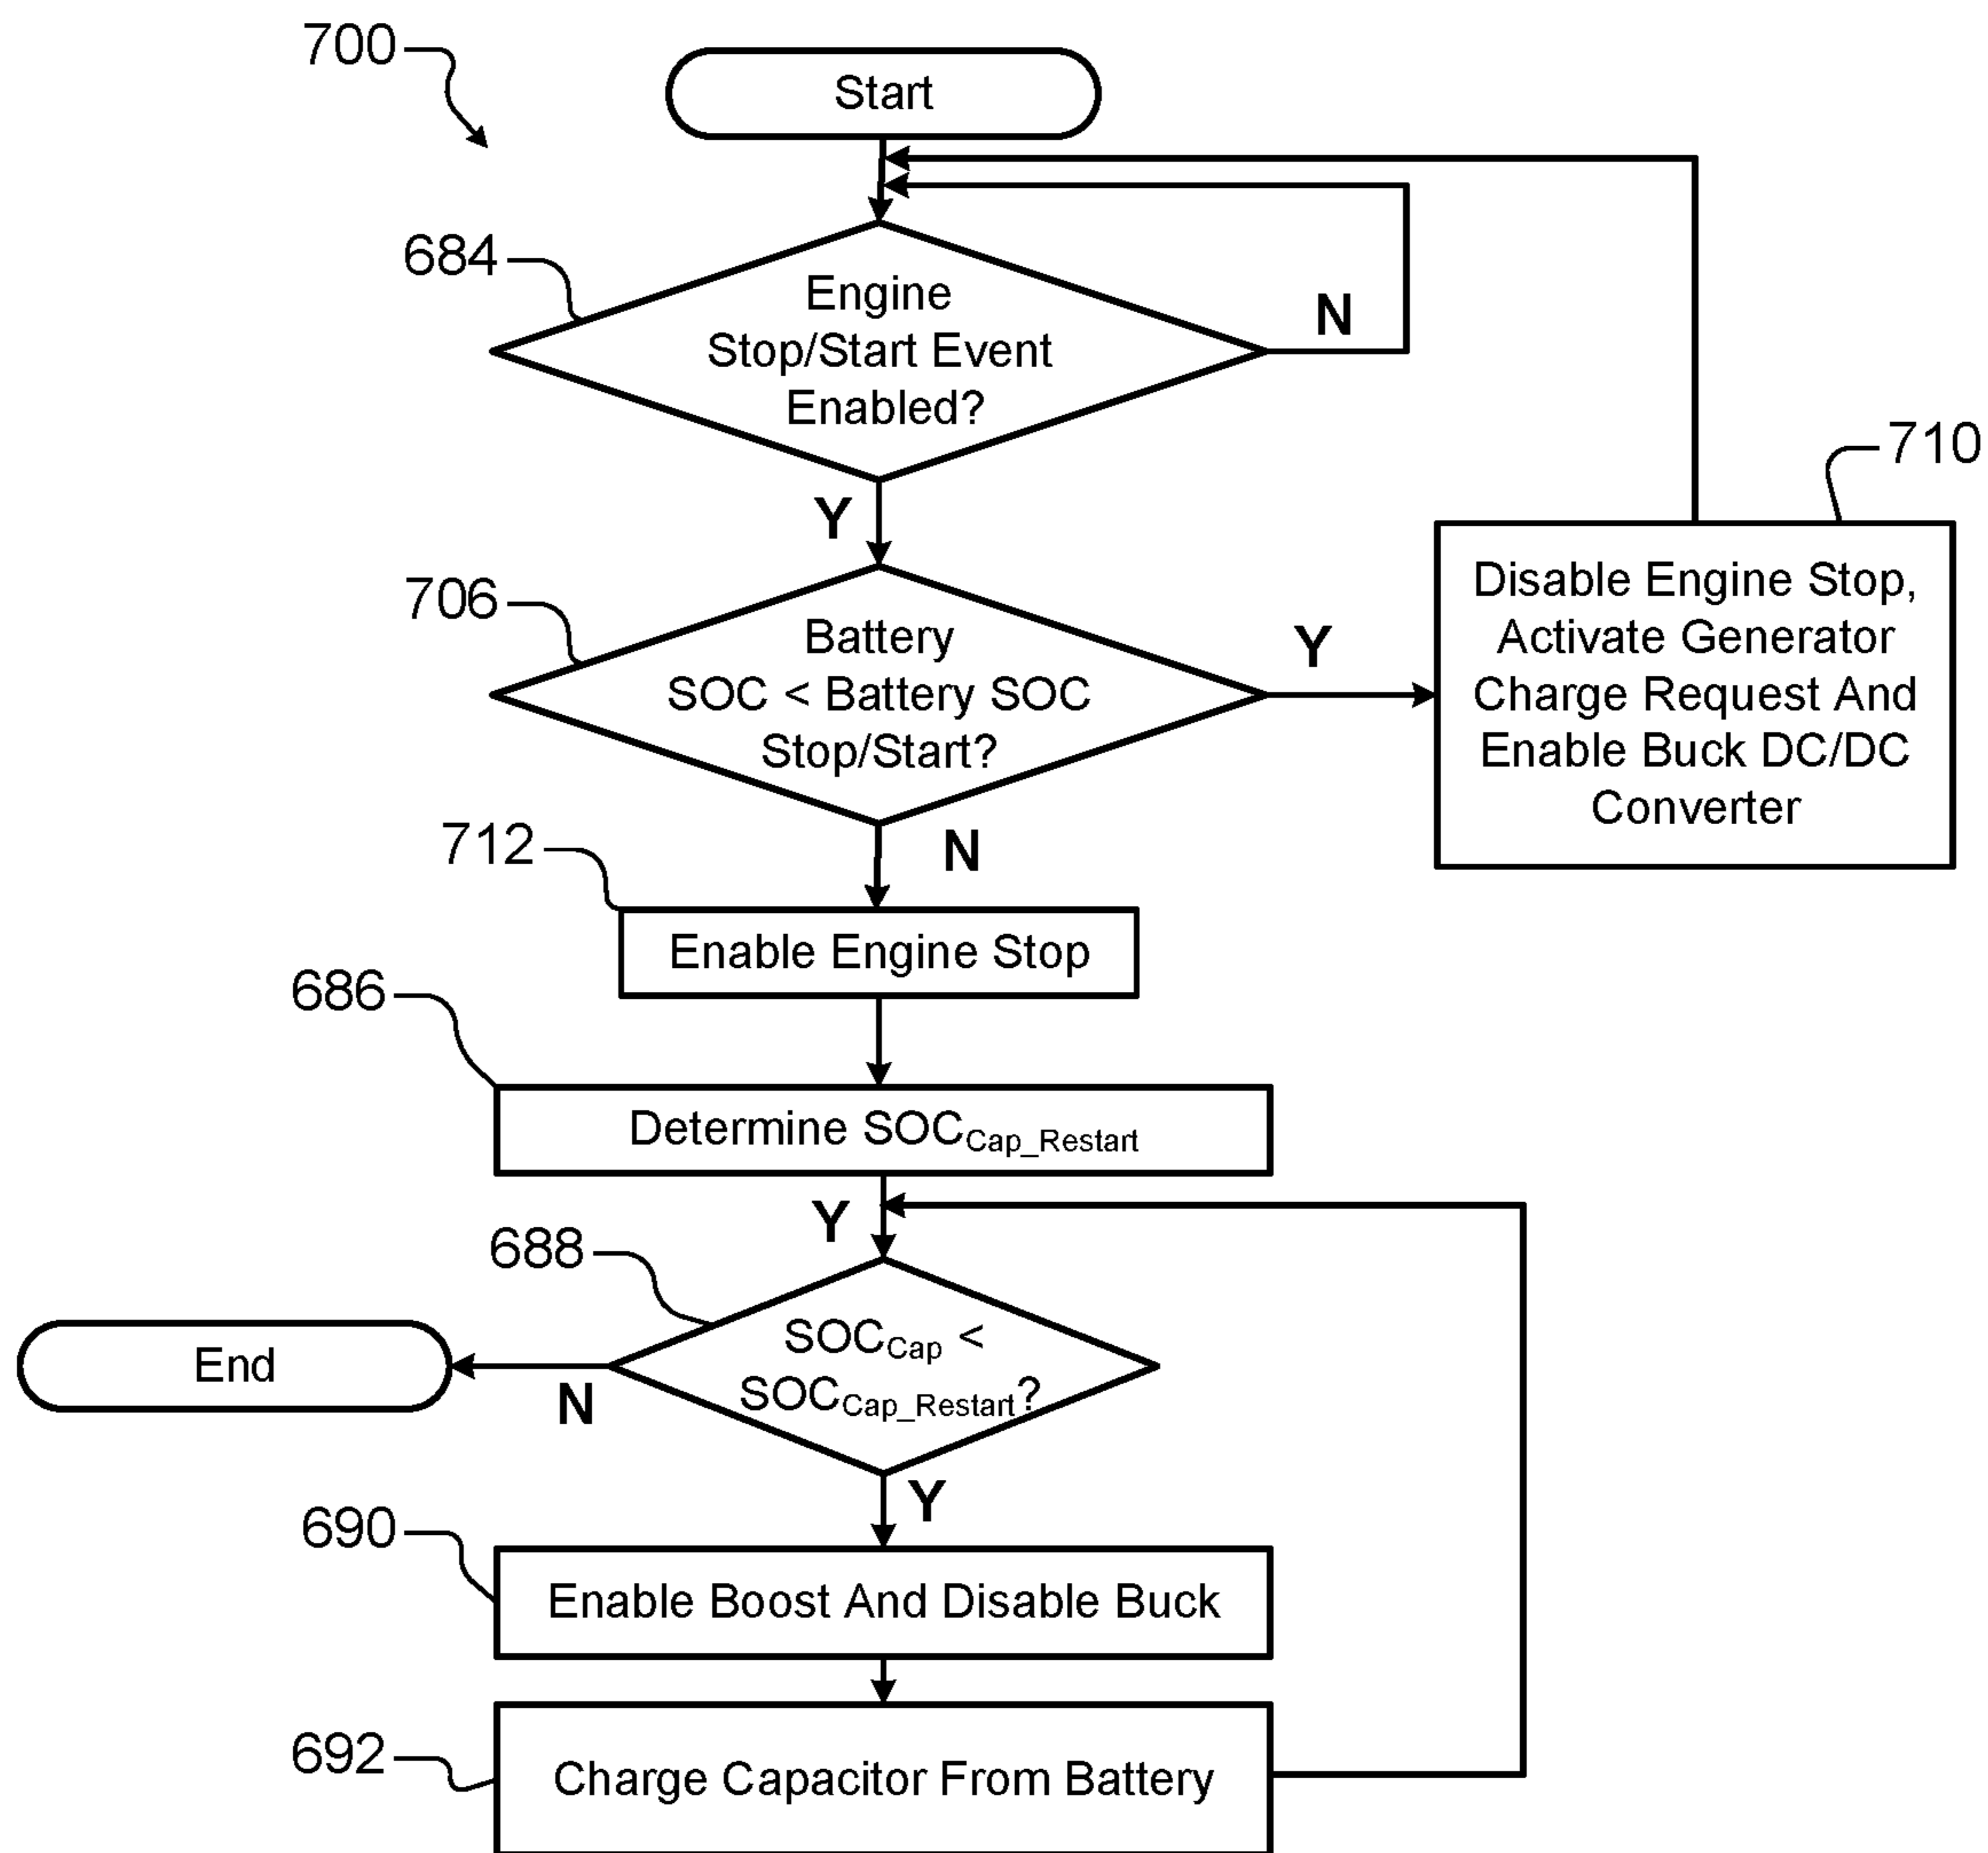 700
Start
684
Engine
Stop/Start Event
Enabled?
N
Y
710
706
Battery
SOC < Battery SOC
Stop/Start?
Y
Disable Engine Stop,
Activate Generator
Charge Request And
Enable Buck DC/DC
Converter
N
712
Enable Engine Stop
686
Determine SOCCap_Restart
Y
688
SOCCap <
SOCCap_Restart?
End
N
Y
690
Enable Boost And Disable Buck
692
Charge Capacitor From Battery